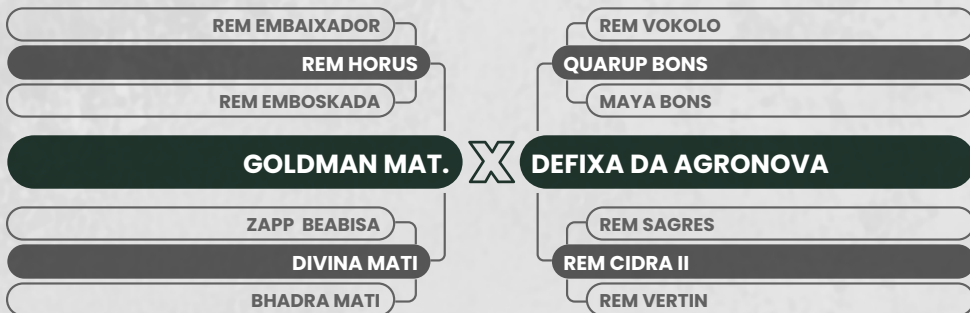 REM EMBAIXADOR REM VOKOLO
REM HORUS QUARUP BONS
REM EMBOSKADA MAYA BONS
GOLDMAN MAT. X DEFIXA DA AGRONOVA
ZAPP BEABISA REM SAGRES
DIVINA MATI REM CIDRA II
BHADRA MATI REM VERTIN